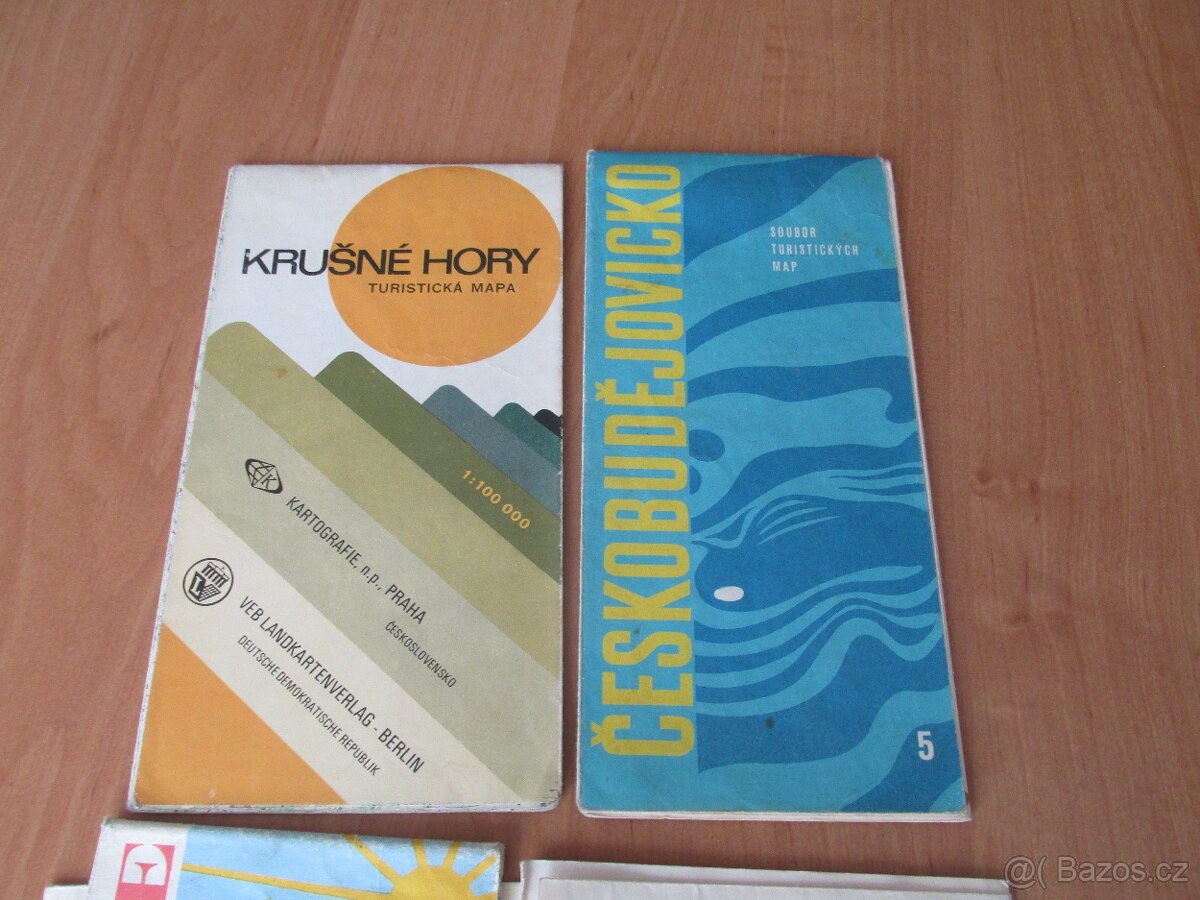 KRUŠNÉ HORY
TURISTICKÁ MAPA
1:100 000
K
KARTOGRAFIE, n.p., PRAHA
ČESKOSLOVENSKO
VEB LANDKARTENVERLAG - BERLIN
DEUTSCHE DEMOKRATISCHE REPUBLIK
ČESKOBUDĚJOVICKO
SOUBOR
TURISTICKÝCH
MAP
5
Bazos.cz